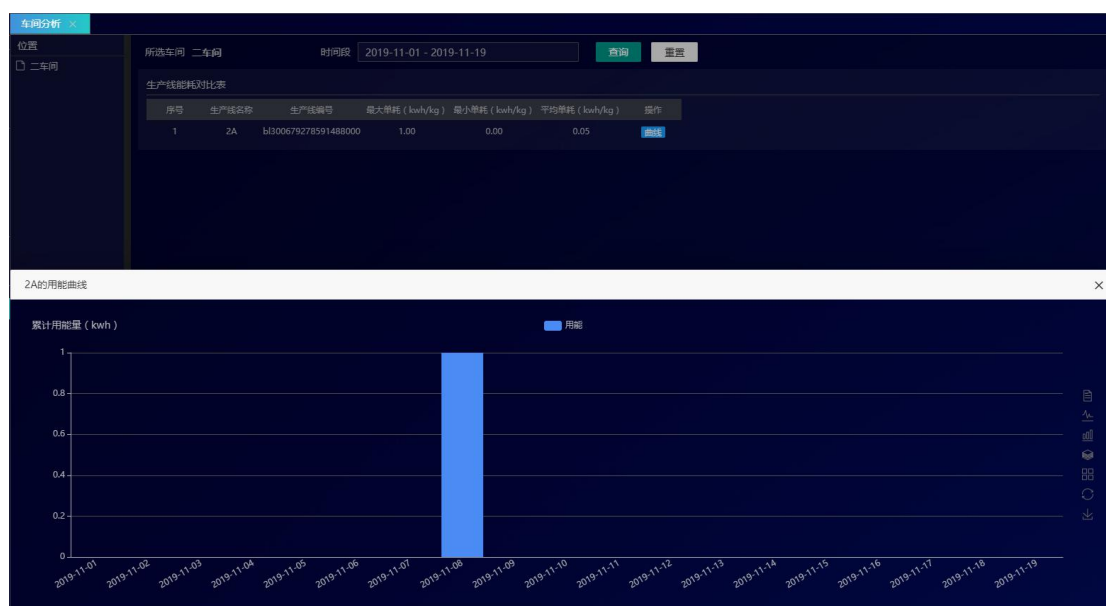 车间分析 ×
位置
二车间
所选车间 二车间 时间段 2019-11-01 - 2019-11-19 查询 重置
生产线能耗对比表
序号 生产线名称 生产线编号 最大单耗（kwh/kg） 最小单耗（kwh/kg） 平均单耗（kwh/kg） 操作
1 2A bl300679278591488000 1.00 0.00 0.05 曲线
2A的用能曲线 ×
累计用能量（kwh） 用能
1
0.8
0.6
0.4
0.2
0
2019-11-01 2019-11-02 2019-11-03 2019-11-04 2019-11-05 2019-11-06 2019-11-07 2019-11-08 2019-11-09 2019-11-10 2019-11-11 2019-11-12 2019-11-13 2019-11-14 2019-11-15 2019-11-16 2019-11-17 2019-11-18 2019-11-19